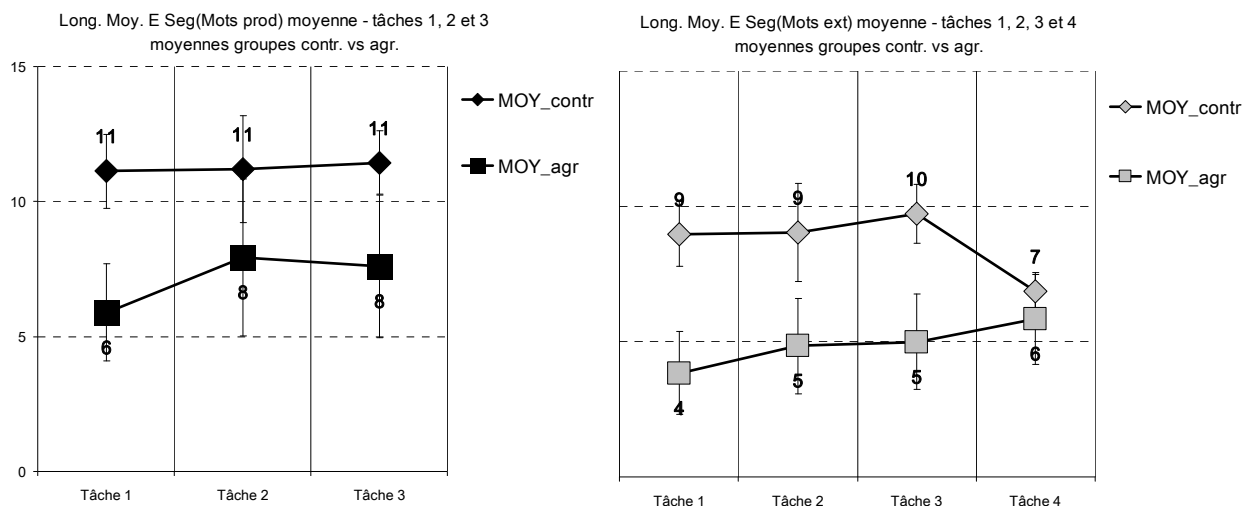 Long. Moy. E Seg(Mots prod) moyenne - tâches 1, 2 et 3
moyennes groupes contr. vs agr.
15
10
5
0
11
11
11
6
8
8
Tâche 1
Tâche 2
Tâche 3
MOY_contr
MOY_agr
Long. Moy. E Seg(Mots ext) moyenne - tâches 1, 2, 3 et 4
moyennes groupes contr. vs agr.
9
9
10
7
4
5
5
6
Tâche 1
Tâche 2
Tâche 3
Tâche 4
MOY_contr
MOY_agr